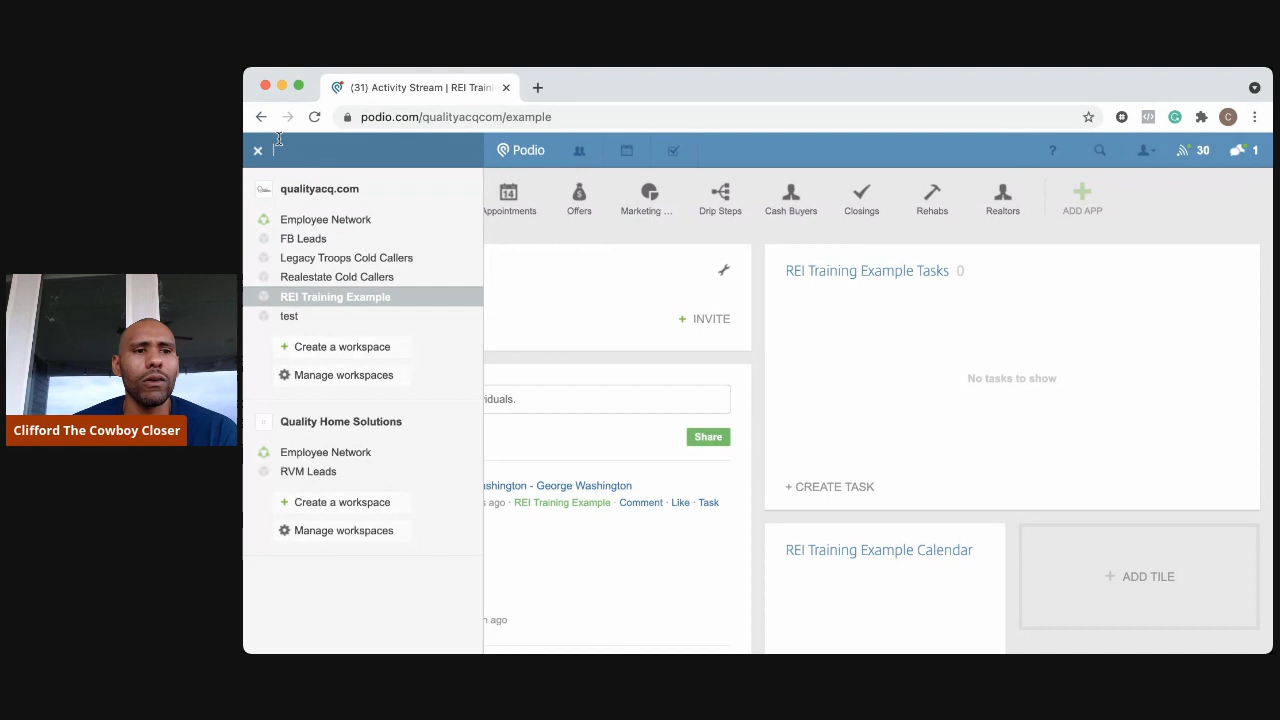 (31) Activity Stream | REI Traini
podio.com/qualityacqcom/example
C
Podio
30
1
qualityacq.com
Employee Network
FB Leads
Legacy Troops Cold Callers
Realestate Cold Callers
REI Training Example
test
+ Create a workspace
Manage workspaces
Quality Home Solutions
Employee Network
RVM Leads
+ Create a workspace
Manage workspaces
14
Appointments
Offers
Marketing ...
Drip Steps
Cash Buyers
Closings
Rehabs
Realtors
ADD APP
+ INVITE
viduals.
Share
ashington - George Washington
s ago · REI Training Example · Comment · Like · Task
n ago
REI Training Example Tasks 0
No tasks to show
+ CREATE TASK
REI Training Example Calendar
+ ADD TILE
Clifford The Cowboy Closer